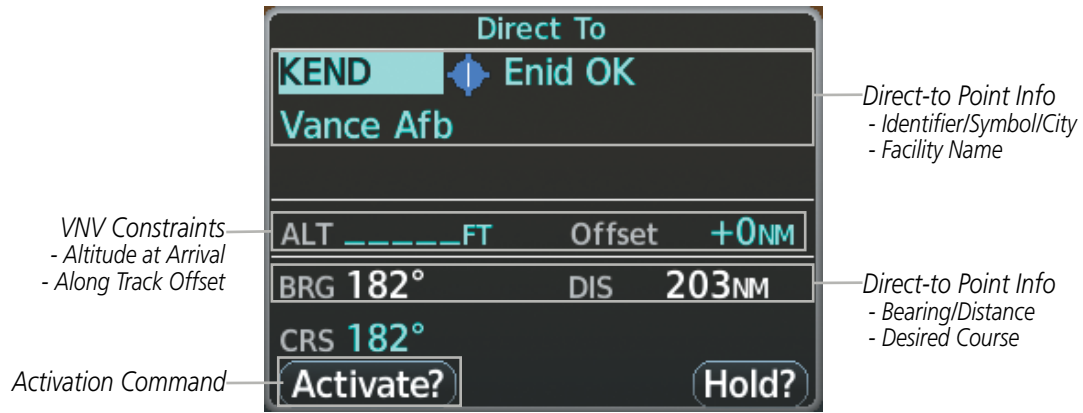 Direct To
KEND Enid OK
Vance Afb
Direct-to Point Info
- Identifier/Symbol/City
- Facility Name
VNV Constraints
- Altitude at Arrival
- Along Track Offset
ALT _____FT Offset +0NM
BRG 182° DIS 203NM
Direct-to Point Info
- Bearing/Distance
- Desired Course
CRS 182°
Activation Command
Activate? Hold?